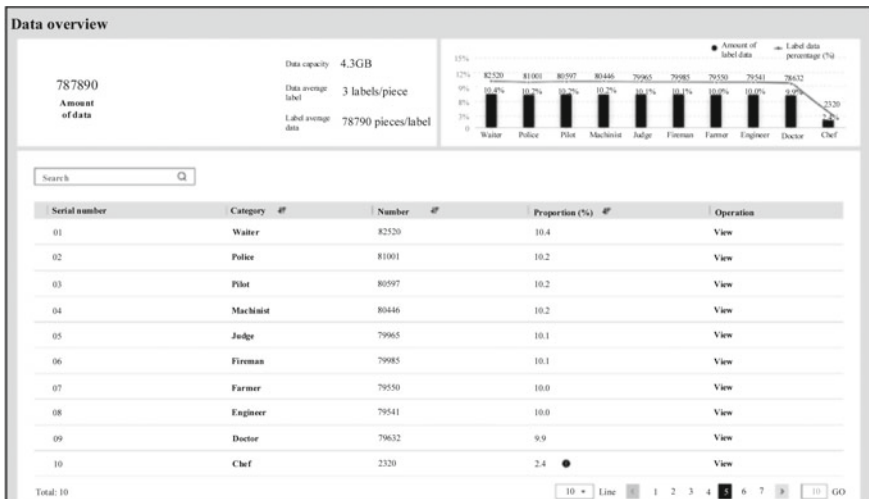 Data overview
787890
Amount
of data
Data capacity 4.3GB
Data average
label
3 labels/piece
Label average
data
78790 pieces/label
Amount of
label data
Label data
percentage (%)
15%
12%
9%
8%
3%
0
82520 81001 80597 80446 79965 79985 79550 79541 78632 2320
10.4% 10.2% 10.2% 10.2% 10.1% 10.1% 10.0% 10.0% 9.9% 2.4%
Waiter Police Pilot Machinist Judge Fireman Farmer Engineer Doctor Chef
Search
Serial number Category Number Proportion (%) Operation
01 Waiter 82520 10.4 View
02 Police 81001 10.2 View
03 Pilot 80597 10.2 View
04 Machinist 80446 10.2 View
05 Judge 79965 10.1 View
06 Fireman 79985 10.1 View
07 Farmer 79550 10.0 View
08 Engineer 79541 10.0 View
09 Doctor 79632 9.9 View
10 Chef 2320 2.4 View
Total: 10 10 Line 1 2 3 4 5 6 7 10 GO